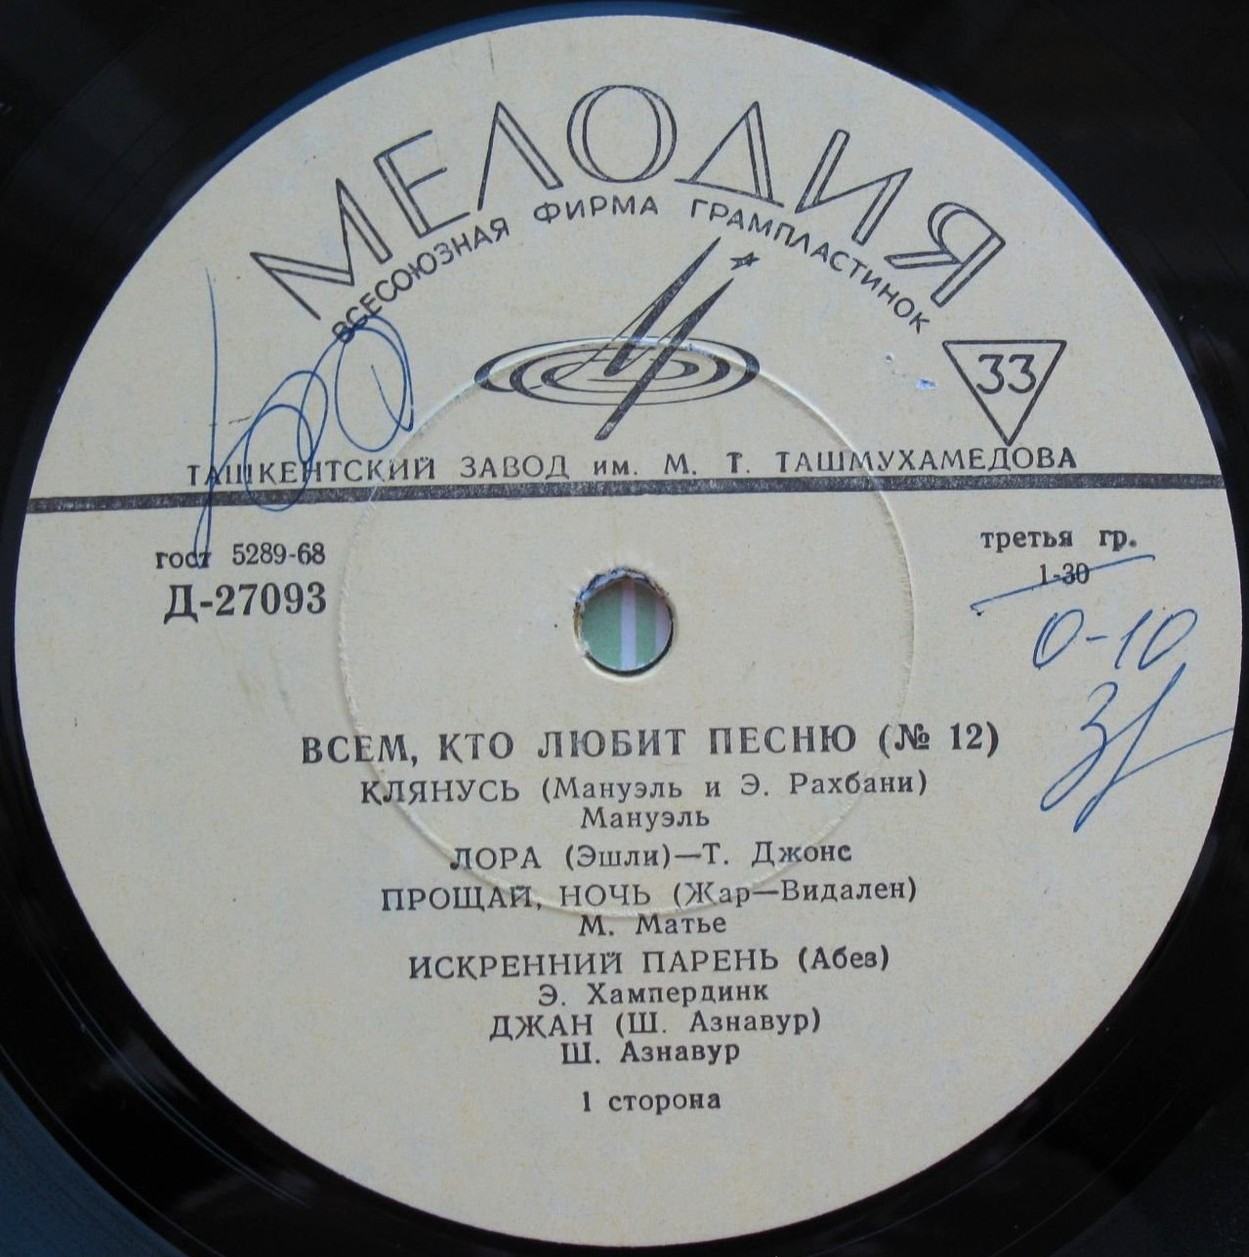 МЕЛОДИЯ
ВСЕСОЮЗНАЯ ФИРМА ГРАМПЛАСТИНОК
33
ТАШКЕНТСКИЙ ЗАВОД им. М. Т. ТАШМУХАМЕДОВА
гост 5289-68
Д-27093
третья гр.
1-30
0-10
ВСЕМ, КТО ЛЮБИТ ПЕСНЮ (№ 12)
КЛЯНУСЬ (Мануэль и Э. Рахбани)
Мануэль
ЛОРА (Эшли)—Т. Джонс
ПРОЩАЙ, НОЧЬ (Жар—Видален)
М. Матье
ИСКРЕННИЙ ПАРЕНЬ (Абез)
Э. Хампердинк
ДЖАН (Ш. Азнавур)
Ш. Азнавур
1 сторона